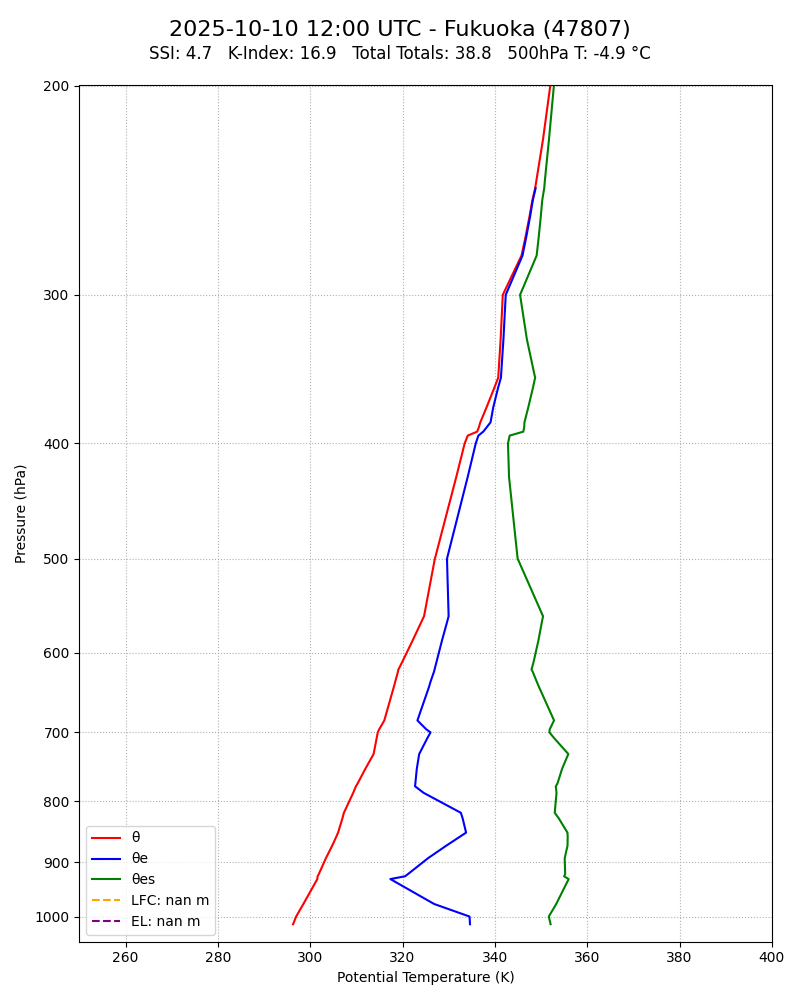 2025-10-10 12:00 UTC - Fukuoka (47807)
SSI: 4.7 K-Index: 16.9 Total Totals: 38.8 500hPa T: -4.9 °C
200
300
400
500
600
700
800
900
1000
Pressure (hPa)
θ
θe
θes
LFC: nan m
EL: nan m
260 280 300 320 340 360 380 400
Potential Temperature (K)